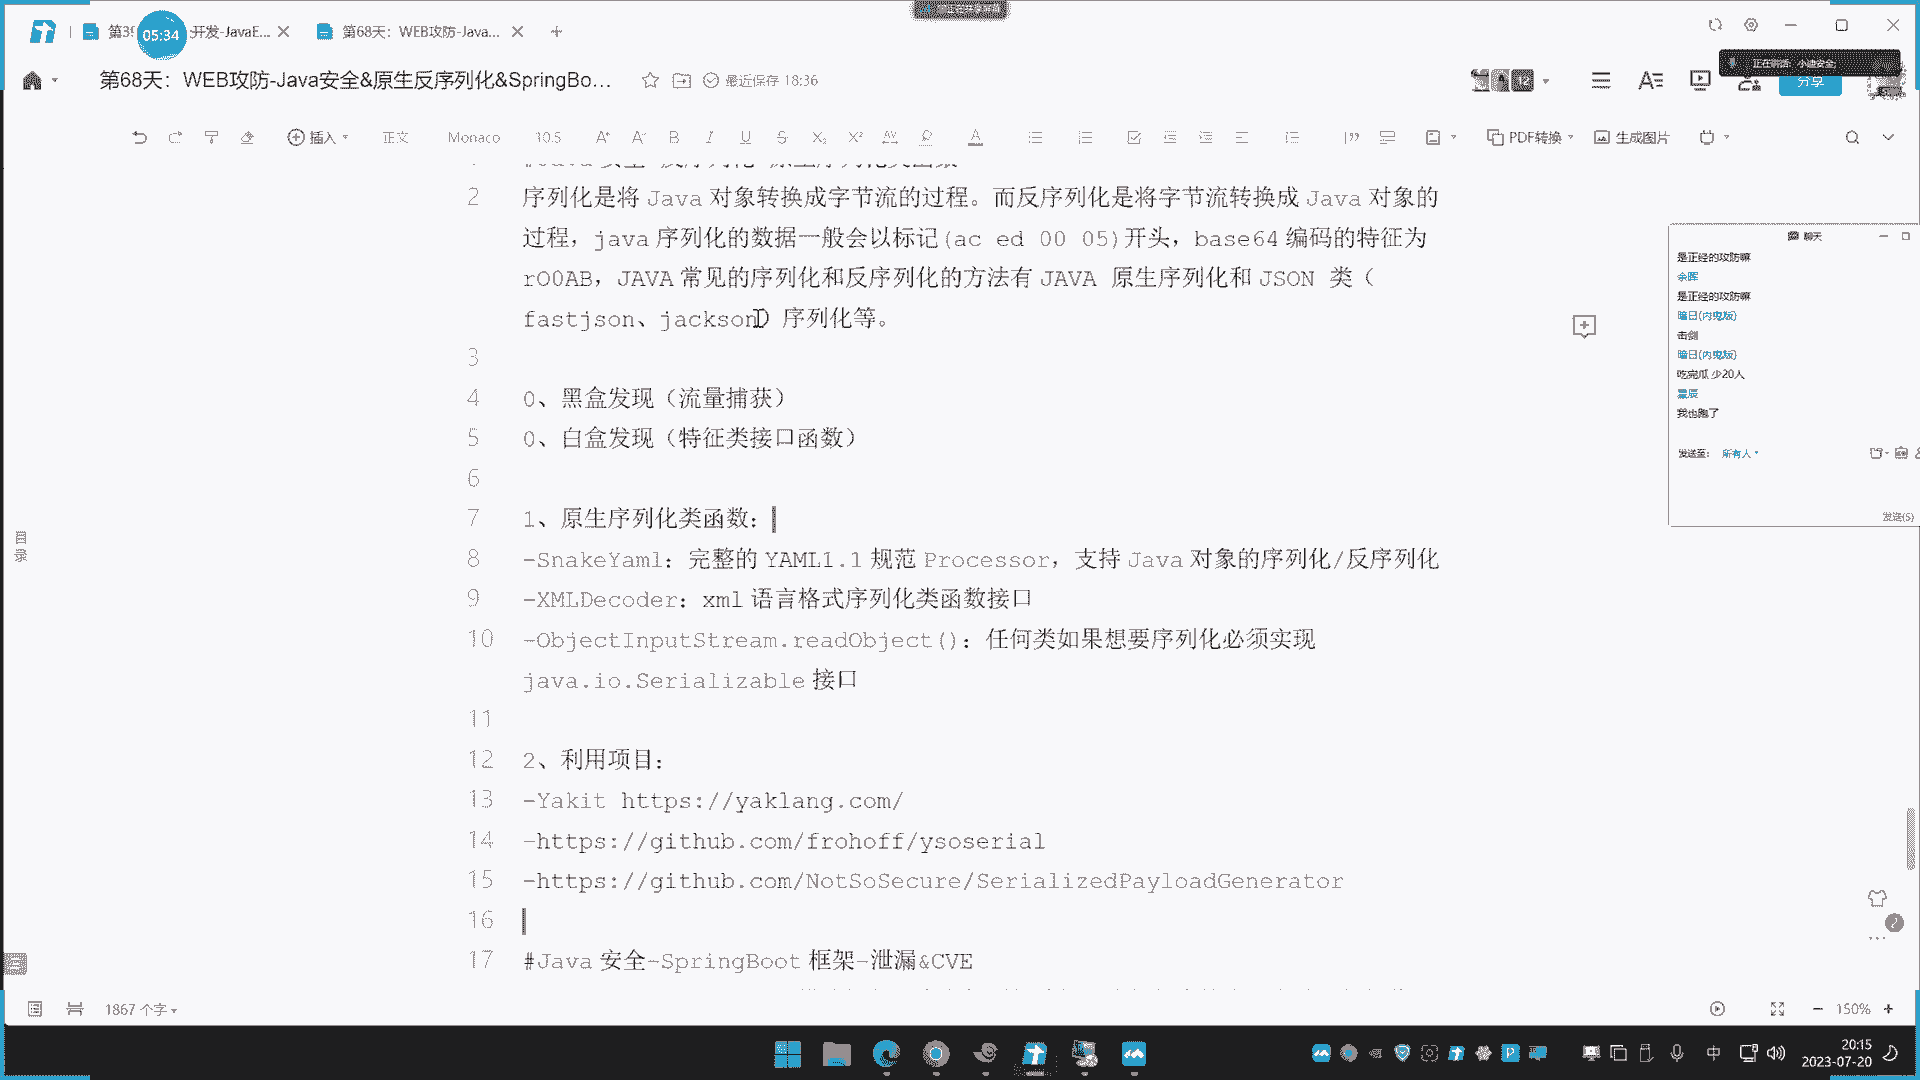 第39
05:34
开发-JavaE...
第68天：WEB攻防-Java...
第68天：WEB攻防-Java安全&原生反序列化&SpringBo...
最近保存 18:36
分享
插入
正文
Monaco
10.5
PDF转换
生成图片
2 序列化是将 Java 对象转换成字节流的过程。而反序列化是将字节流转换成 Java 对象的
过程，java 序列化的数据一般会以标记(ac ed 00 05)开头，base64 编码的特征为
rO0AB，JAVA 常见的序列化和反序列化的方法有 JAVA 原生序列化和 JSON 类（
fastjson、jackson）序列化等。
3
4 0、黑盒发现（流量捕获）
5 0、白盒发现（特征类接口函数）
6
7 1、原生序列化类函数：
8 -SnakeYaml：完整的 YAML1.1 规范 Processor，支持 Java 对象的序列化/反序列化
9 -XMLDecoder：xml 语言格式序列化类函数接口
10 -ObjectInputStream.readObject()：任何类如果想要序列化必须实现
java.io.Serializable 接口
11
12 2、利用项目：
13 -Yakit https://yaklang.com/
14 -https://github.com/frohoff/ysoserial
15 -https://github.com/NotSoSecure/SerializedPayloadGenerator
16
17 #Java 安全-SpringBoot 框架-泄漏&CVE
目录
聊天
是正经的攻防嘛
余晖
是正经的攻防嘛
暗日(内鬼版)
击剑
暗日(内鬼版)
吃完瓜 少20人
我也跑了
发送至： 所有人
发送(S)
1867 个字
150%
中
20:15
2023-07-20